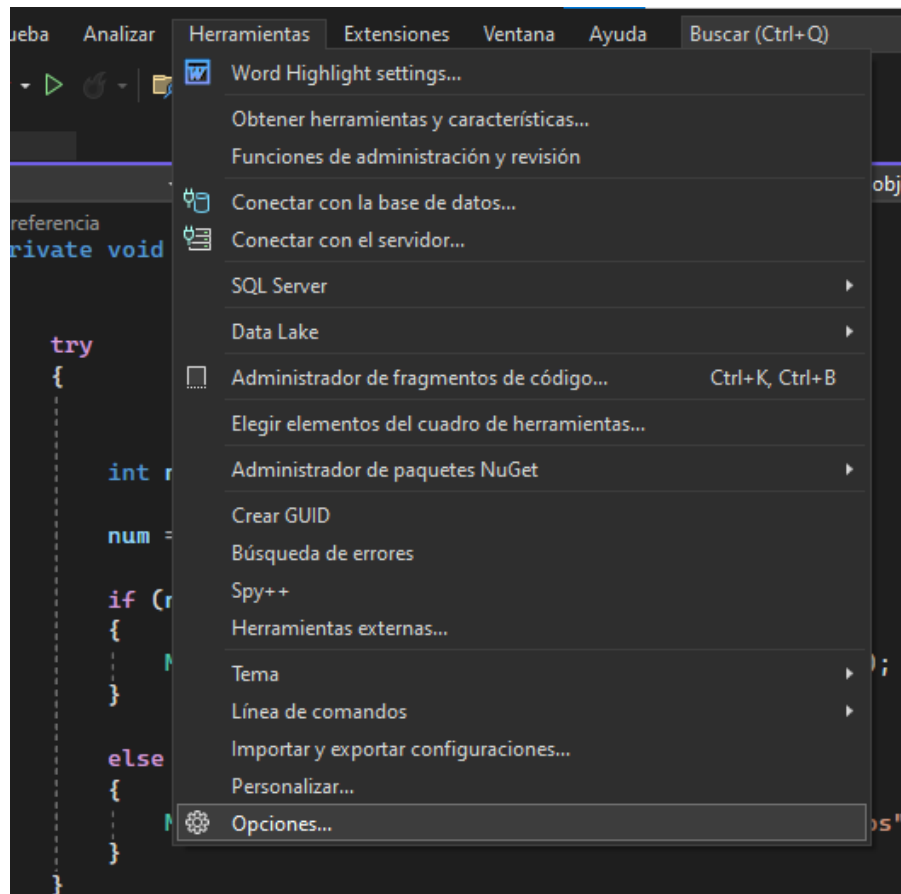 ueba Analizar Herramientas Extensiones Ventana Ayuda Buscar (Ctrl+Q)
Word Highlight settings...
Obtener herramientas y características...
Funciones de administración y revisión
obj
Conectar con la base de datos...
referencia
Conectar con el servidor...
rivate void
SQL Server
Data Lake
try
{
Administrador de fragmentos de código... Ctrl+K, Ctrl+B
Elegir elementos del cuadro de herramientas...
int
Administrador de paquetes NuGet
Crear GUID
num =
Búsqueda de errores
Spy++
if (
{
Herramientas externas...
Tema
);
}
Línea de comandos
Importar y exportar configuraciones...
else
Personalizar...
{
Opciones...
os"
}
}